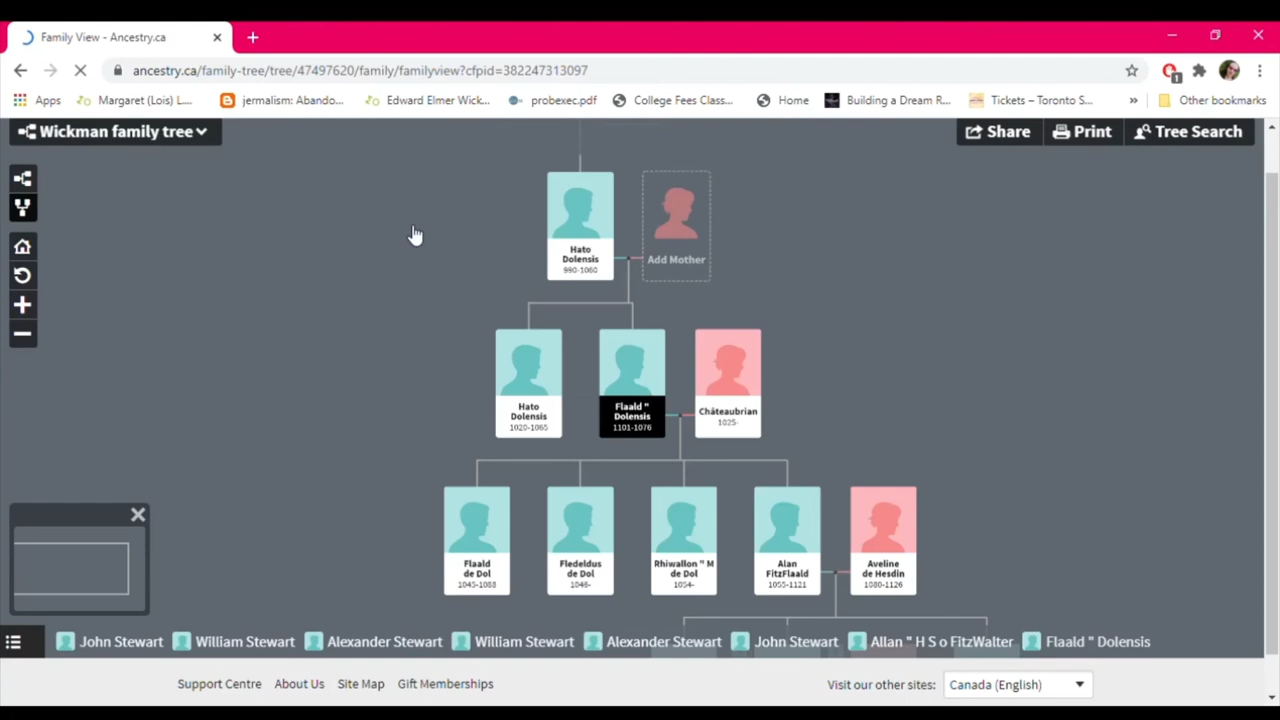 Family View - Ancestry.ca
ancestry.ca/family-tree/tree/47497620/family/familyview?cfpid=382247313097
1
Apps
Margaret (Lois) L....
jermalism: Abando...
Edward Elmer Wick...
probexec.pdf
College Fees Class...
Home
Building a Dream R...
Tickets – Toronto S...
»
Other bookmarks
Wickman family tree
Share
Print
Tree Search
Hato
Dolensis
990-1060
Add Mother
Hato
Dolensis
1020-1065
Flaald "
Dolensis
1101-1076
Châteaubrian
1025-
Flaald
de Dol
1045-1088
Fledeldus
de Dol
1046-
Rhiwallon " M
de Dol
1054-
Alan
FitzFlaald
1055-1121
Aveline
de Hesdin
1080-1126
John Stewart
William Stewart
Alexander Stewart
William Stewart
Alexander Stewart
John Stewart
Allan " H S o FitzWalter
Flaald " Dolensis
Support Centre
About Us
Site Map
Gift Memberships
Visit our other sites:
Canada (English)